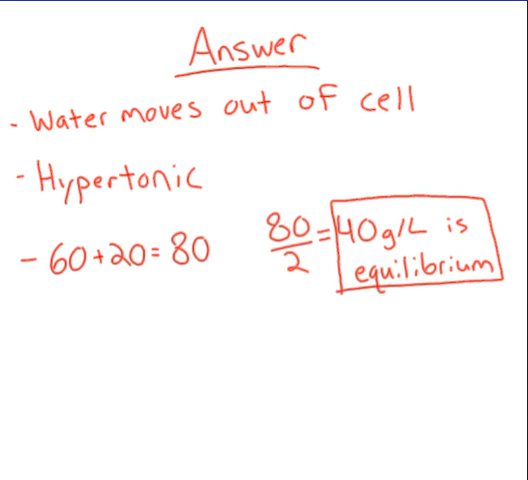 Answer
- Water moves out of cell
- Hypertonic
- 60+20=80 80/2 = 40g/L is equilibrium